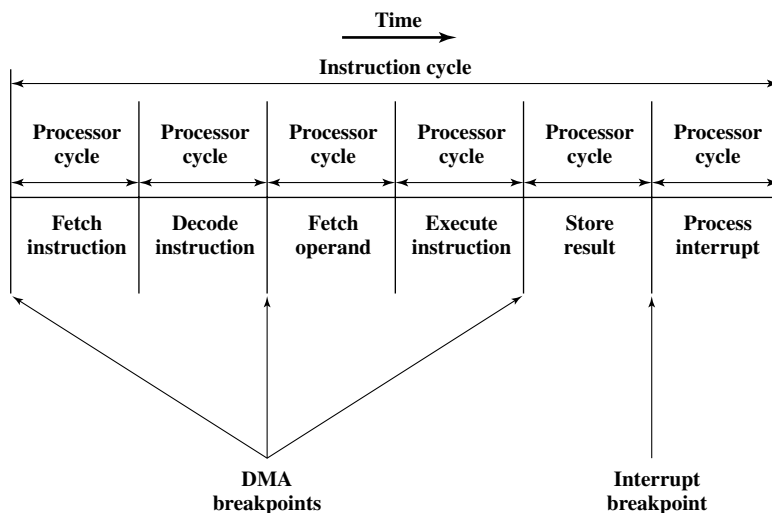 Time
Instruction cycle
Processor cycle
Processor cycle
Processor cycle
Processor cycle
Processor cycle
Processor cycle
Fetch instruction
Decode instruction
Fetch operand
Execute instruction
Store result
Process interrupt
DMA breakpoints
Interrupt breakpoint